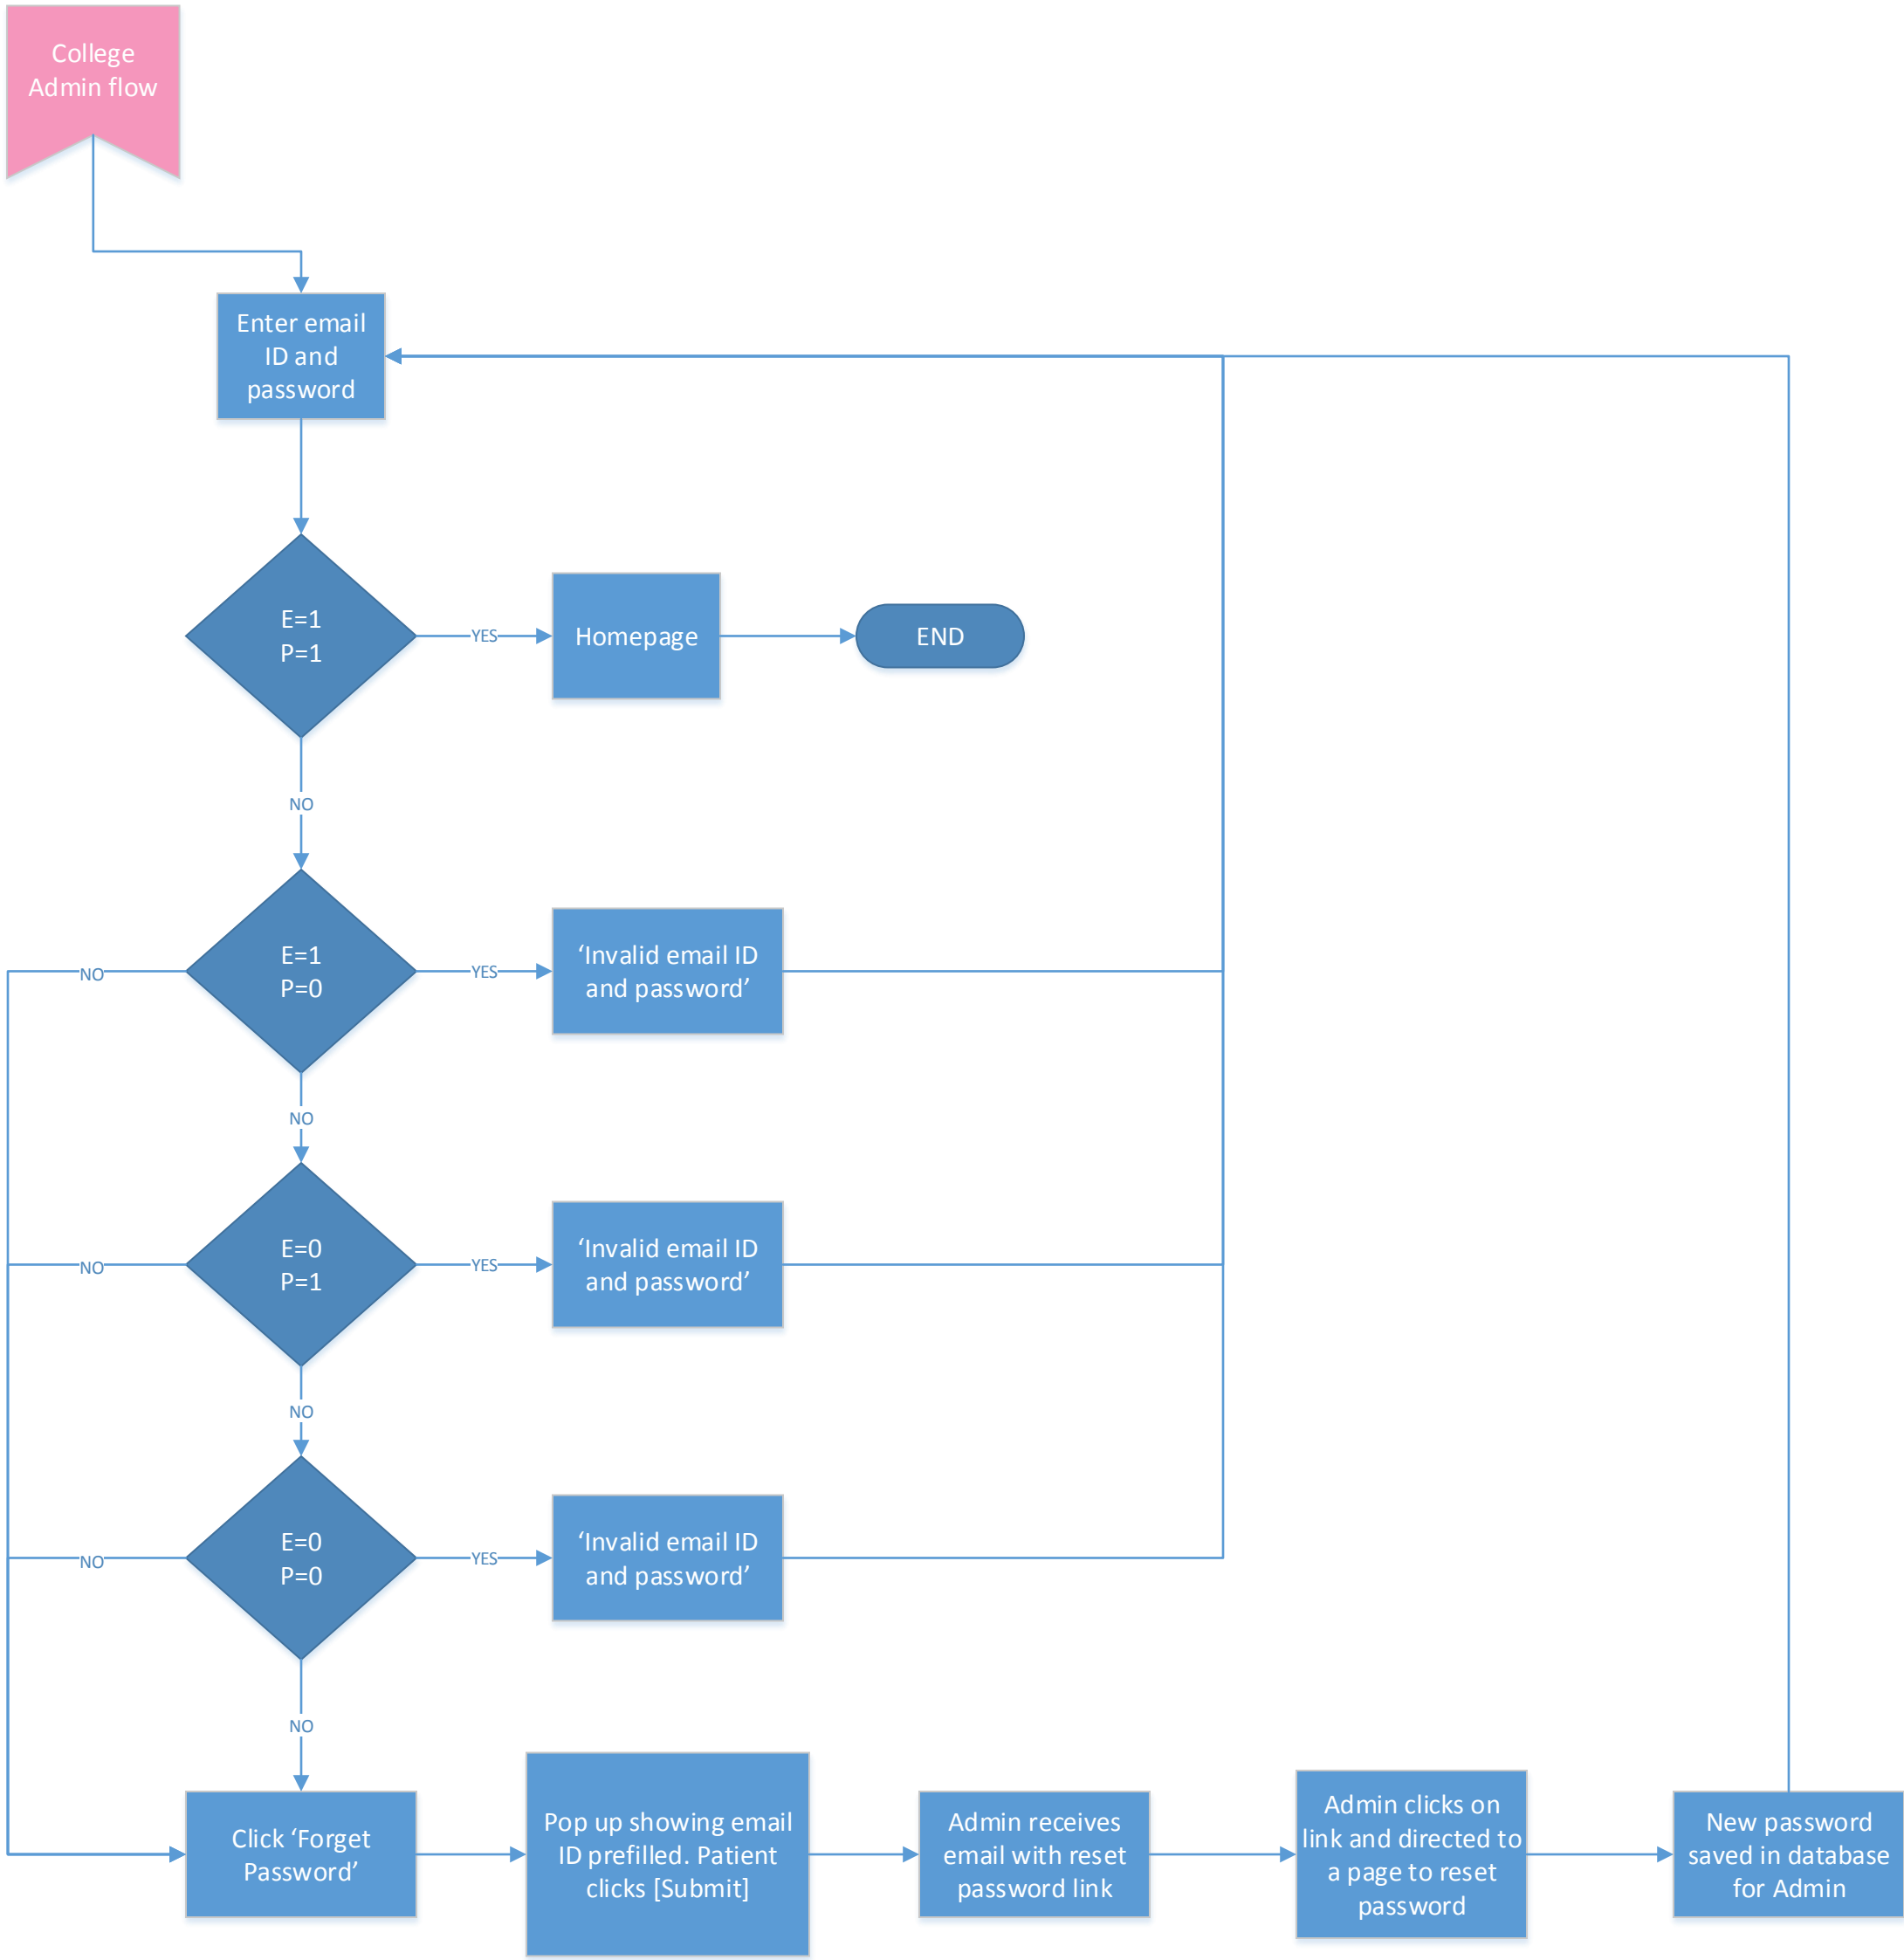 College
Admin flow
Enter email
ID and
password
E=1
P=1
YES
Homepage
END
NO
E=1
P=0
NO
YES
‘Invalid email ID
and password’
NO
E=0
P=1
NO
YES
‘Invalid email ID
and password’
NO
E=0
P=0
NO
YES
‘Invalid email ID
and password’
NO
Click ‘Forget
Password’
Pop up showing email
ID prefilled. Patient
clicks [Submit]
Admin receives
email with reset
password link
Admin clicks on
link and directed to
a page to reset
password
New password
saved in database
for Admin